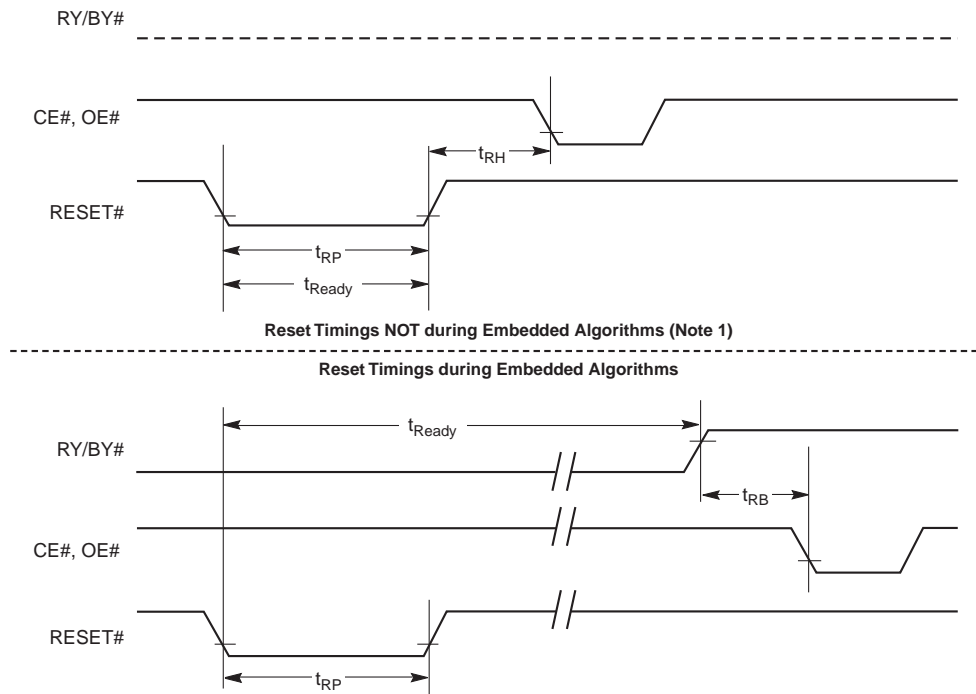 RY/BY#
CE#, OE#
tRH
RESET#
tRP
tReady
Reset Timings NOT during Embedded Algorithms (Note 1)
Reset Timings during Embedded Algorithms
tReady
RY/BY#
tRB
CE#, OE#
RESET#
tRP